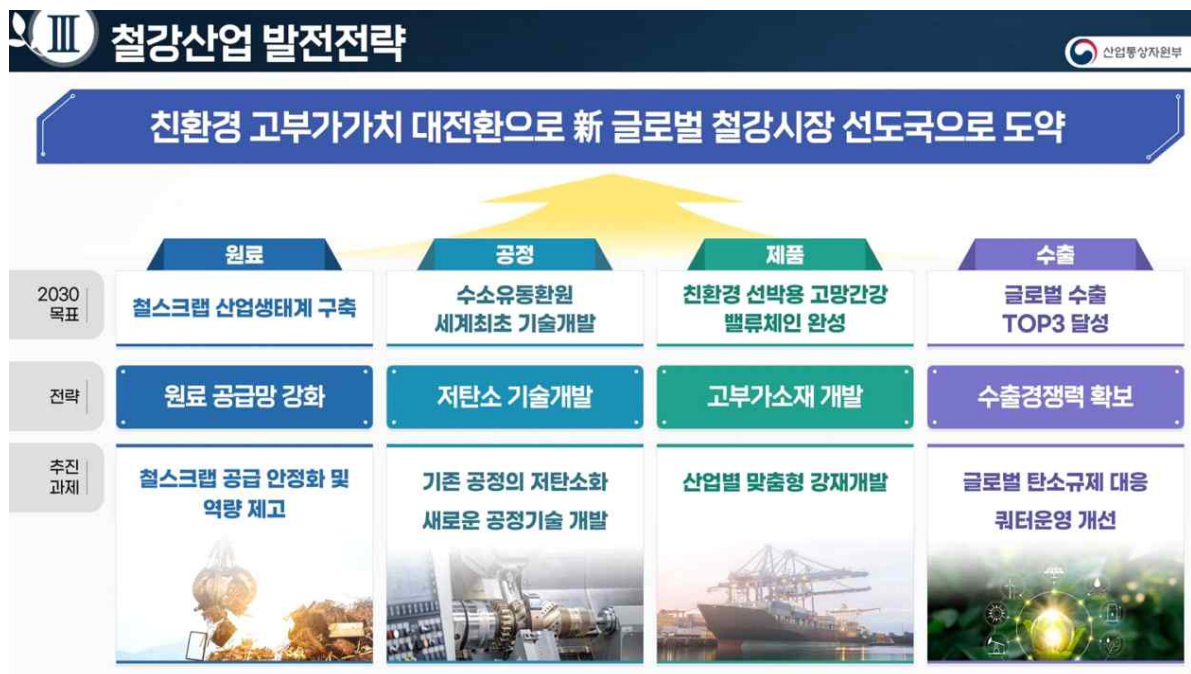 Ⅲ 철강산업 발전전략
산업통상자원부
친환경 고부가가치 대전환으로 新 글로벌 철강시장 선도국으로 도약
원료
공정
제품
수출
2030
목표
철스크랩 산업생태계 구축
수소유동환원
세계최초 기술개발
친환경 선박용 고망간강
밸류체인 완성
글로벌 수출
TOP3 달성
전략
원료 공급망 강화
저탄소 기술개발
고부가소재 개발
수출경쟁력 확보
추진
과제
철스크랩 공급 안정화 및
역량 제고
기존 공정의 저탄소화
새로운 공정기술 개발
산업별 맞춤형 강재개발
글로벌 탄소규제 대응
쿼터운영 개선